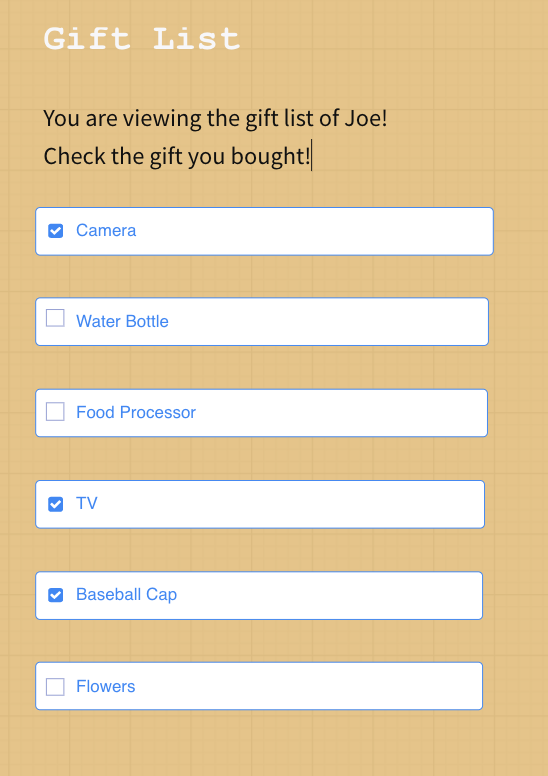 Gift List
You are viewing the gift list of Joe!
Check the gift you bought!
Camera
Water Bottle
Food Processor
TV
Baseball Cap
Flowers